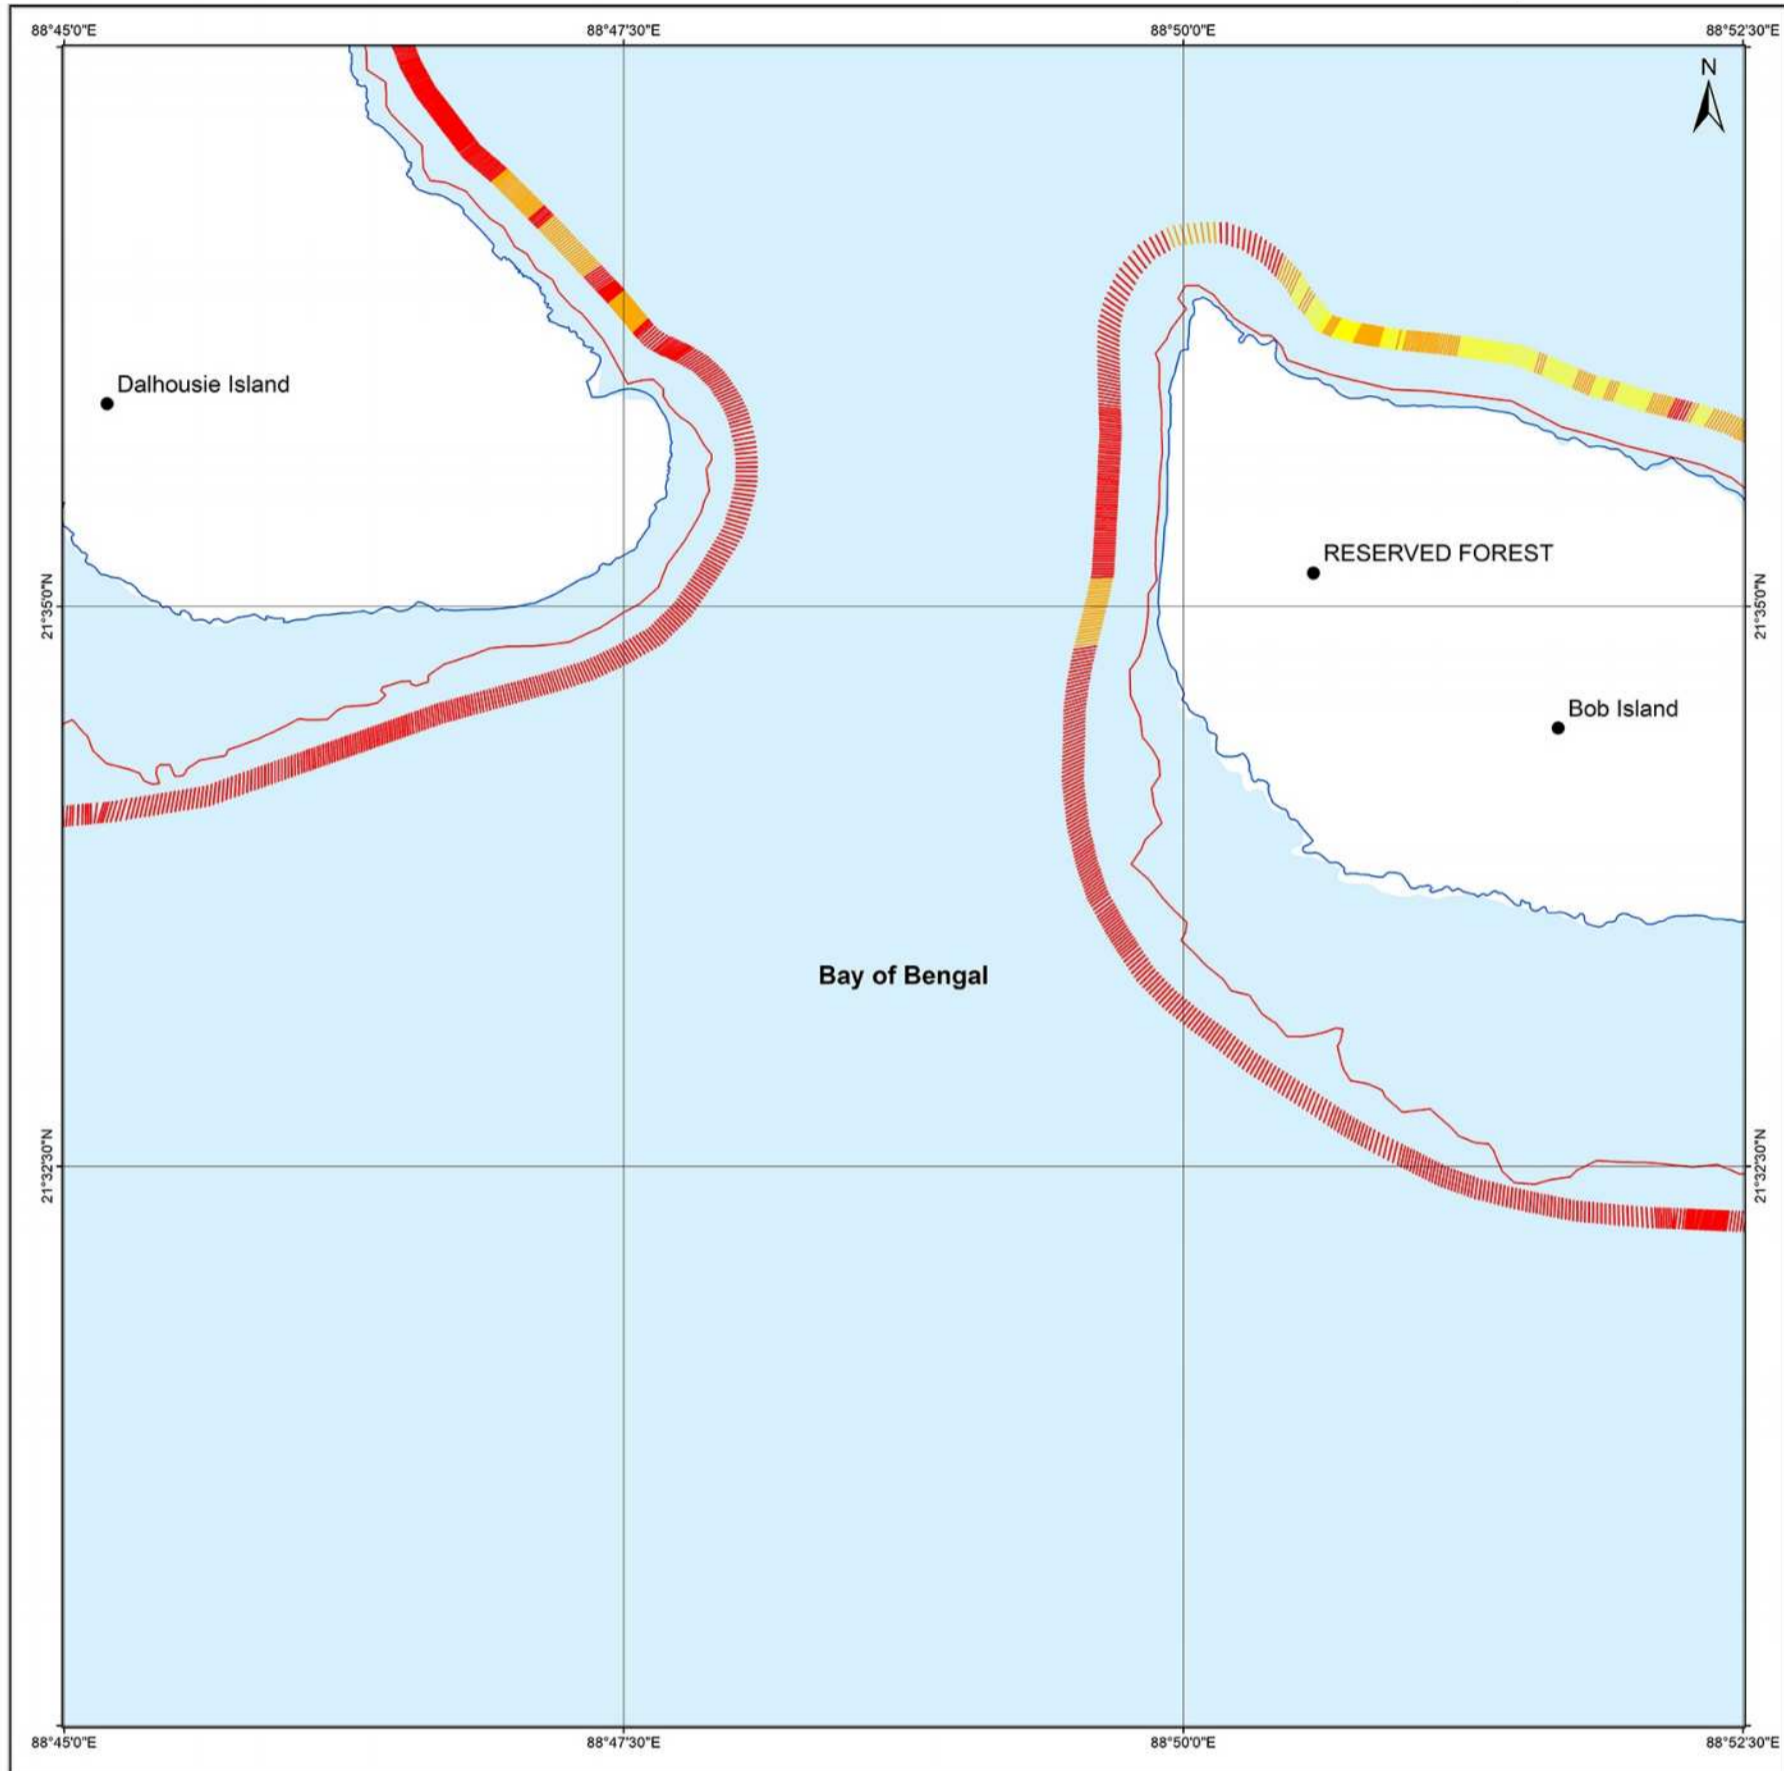 88°45'0"E
88°47'30"E
88°50'0"E
88°52'30"E
N
Dalhousie Island
RESERVED FOREST
21°35'0"N
21°35'0"N
Bob Island
Bay of Bengal
21°32'30"N
21°32'30"N
88°45'0"E
88°47'30"E
88°50'0"E
88°52'30"E